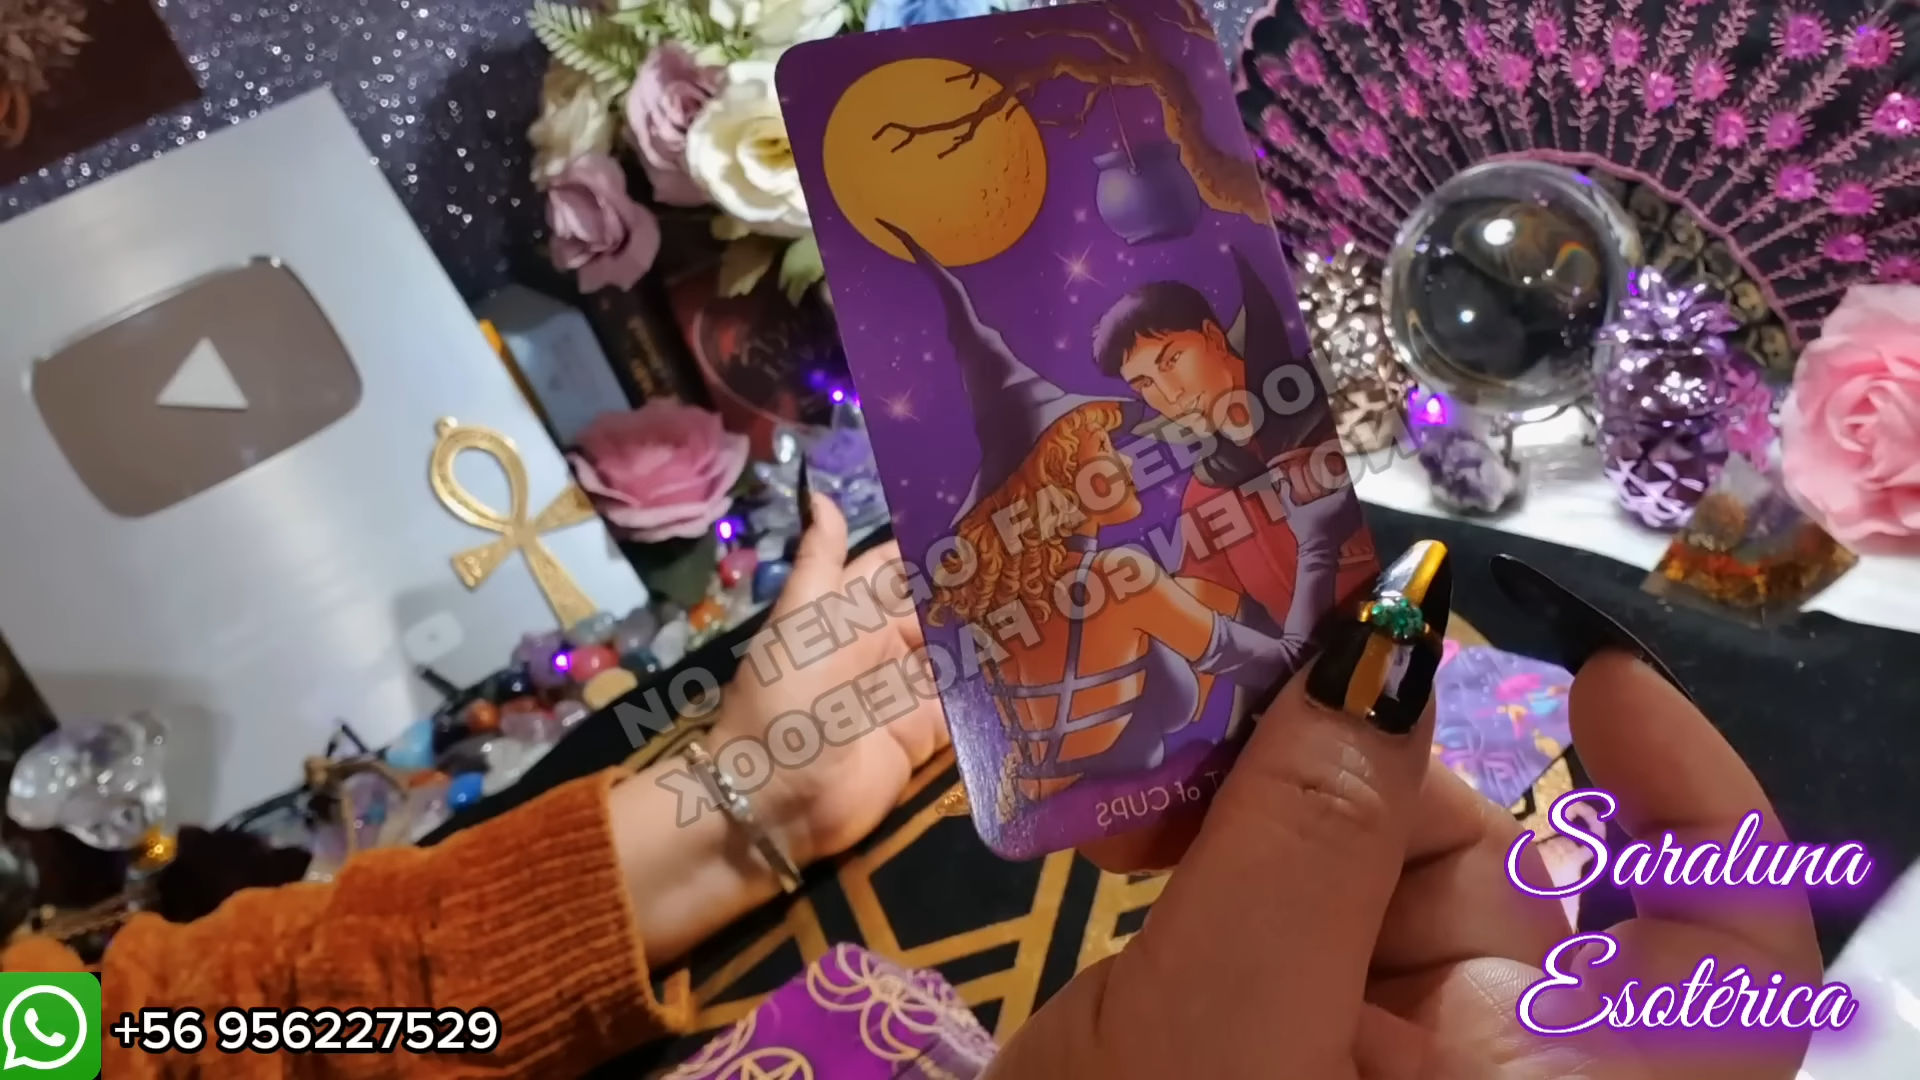 NO TENGO FACEBOOK
NO TENGO FACEBOOK
OF CUPS
Saraluna
Esotérica
+56 956227529